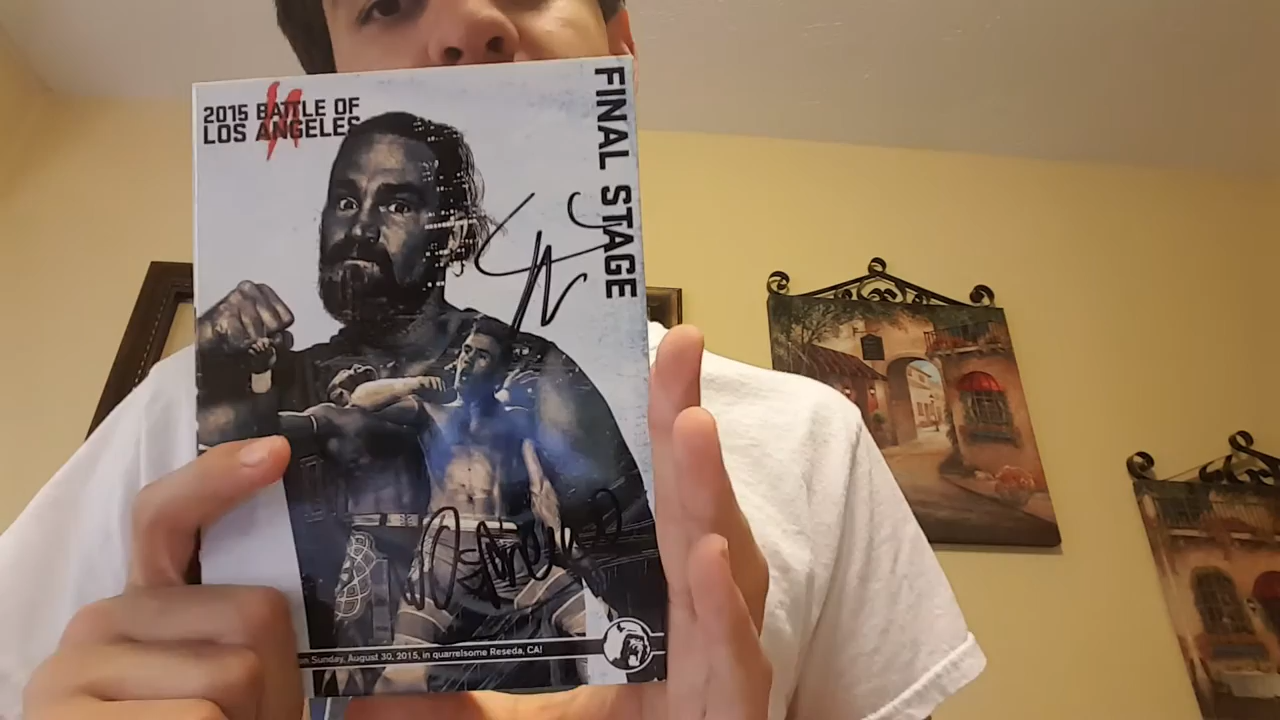 2015 BATTLE OF
LOS ANGELES
FINAL STAGE
on Sunday, August 30, 2015, in quarrelsome Reseda, CA!